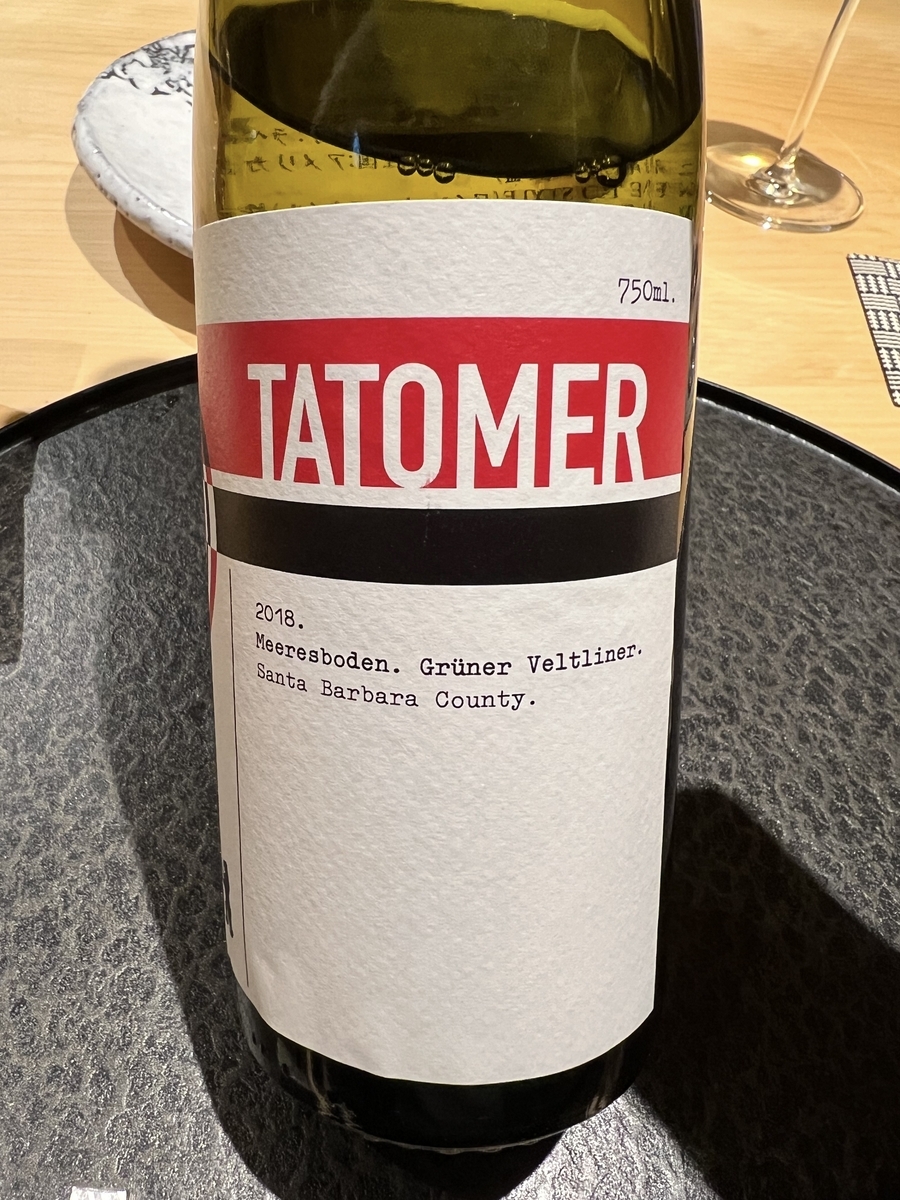 750ml.
TATOMER
2018.
Meeresboden. Grüner Veltliner.
Santa Barbara County.